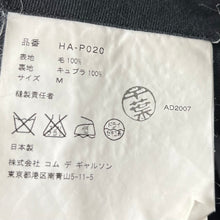 品番 HA-P020
表地 毛 100%
裏地 キュプラ 100%
サイズ M
縫製責任者
千葉
AD2007
日本製
株式会社 コム デ ギャルソン
東京都港区南青山5-11-5